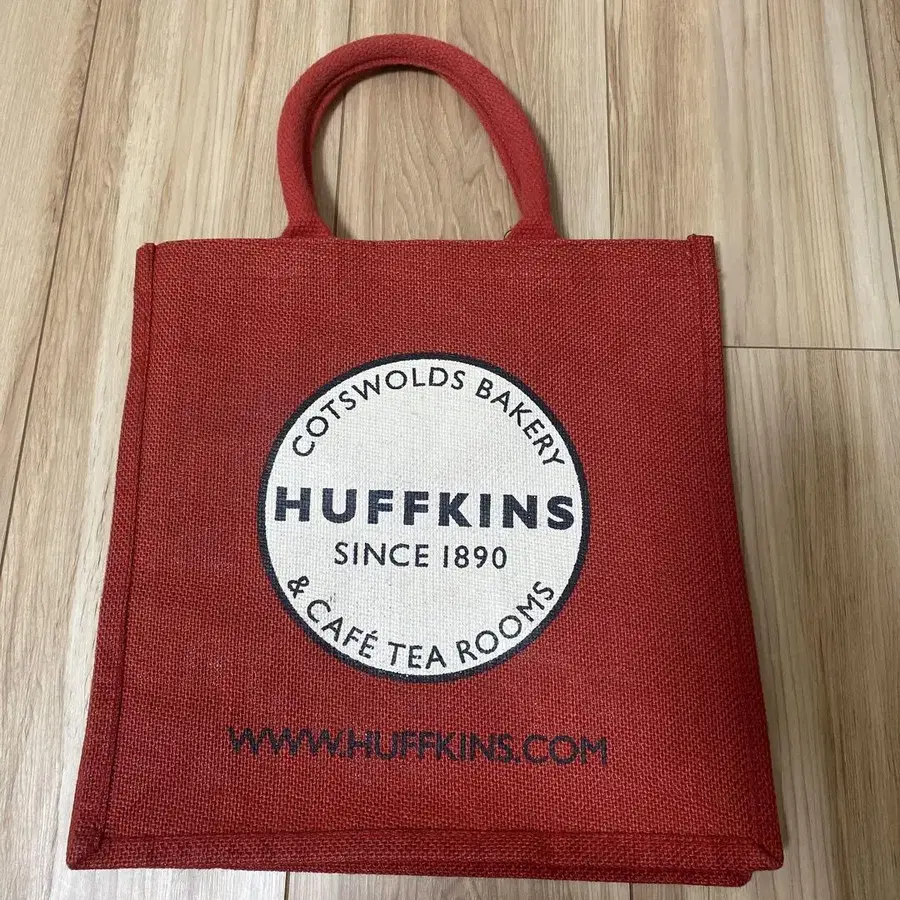 COTSWOLDS BAKERY
HUFFKINS
SINCE 1890
& CAFÉ TEA ROOMS
WWW.HUFFKINS.COM